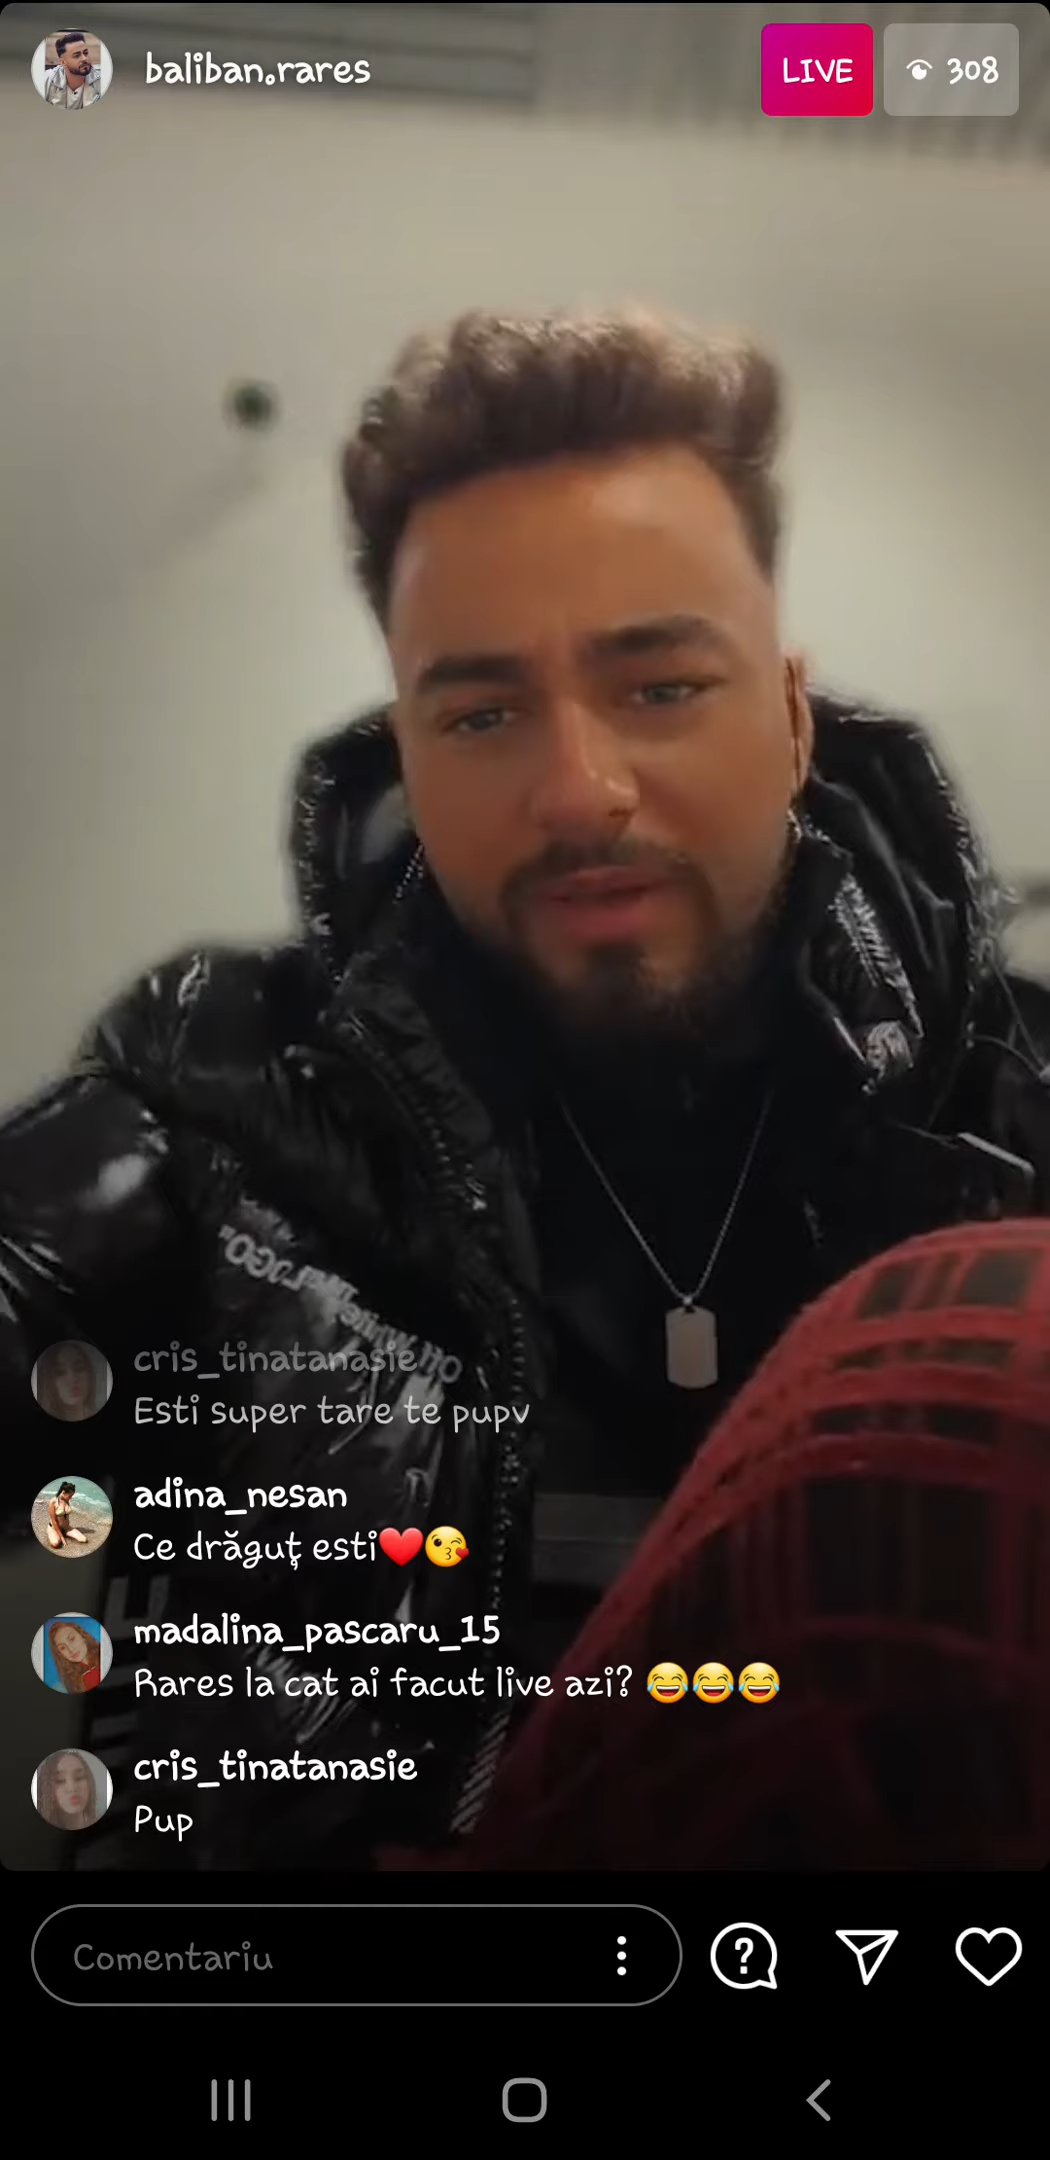 baliban.rares
LIVE
308
cris_tinatanasie
Esti super tare te pupv
adina_nesan
Ce drăguţ esti❤️😘
madalina_pascaru_15
Rares la cat ai facut live azi? 😂😂😂
cris_tinatanasie
Pup
Comentariu